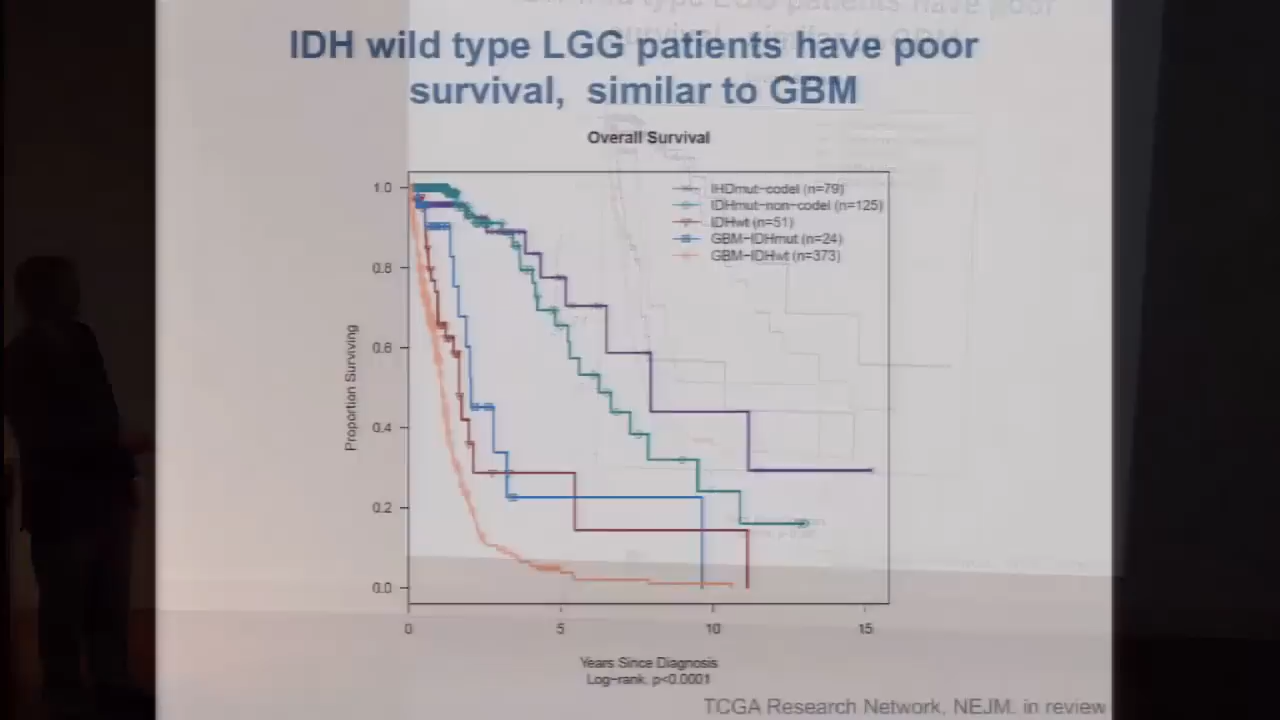 IDH wild type LGG patients have poor
survival, similar to GBM
Overall Survival
IHDmut-codel (n=79)
IDHmut-non-codel (n=125)
IDHwt (n=51)
GBM-IDHmut (n=24)
GBM-IDHwt (n=373)
Proportion Surviving
1.0
0.8
0.6
0.4
0.2
0.0
0 5 10 15
Years Since Diagnosis
Log-rank, p<0.0001
TCGA Research Network, NEJM. in review